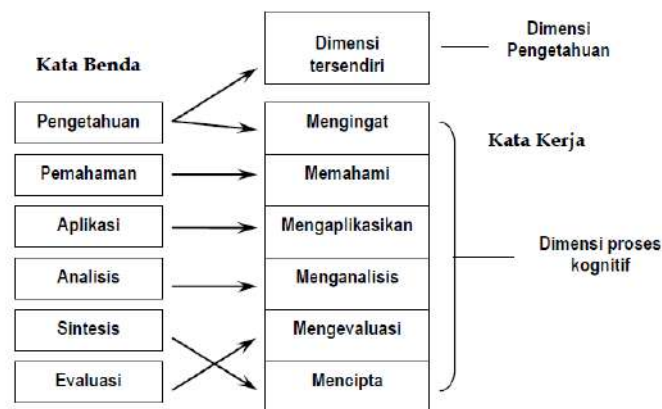 Kata Benda
Dimensi
tersendiri
Dimensi
Pengetahuan
Pengetahuan
Mengingat
Kata Kerja
Pemahaman
Memahami
Aplikasi
Mengaplikasikan
Dimensi proses
kognitif
Analisis
Menganalisis
Sintesis
Mengevaluasi
Evaluasi
Mencipta